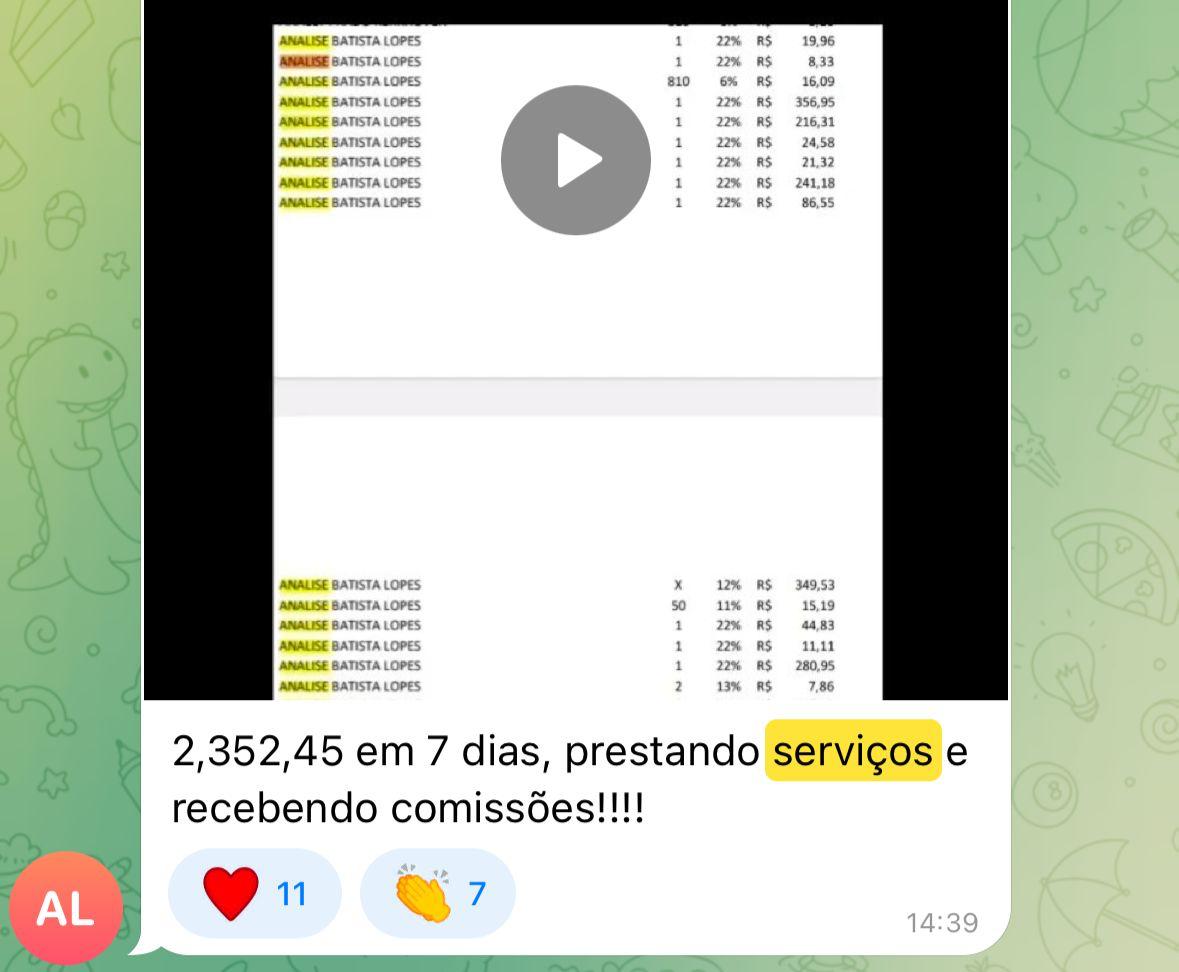 ANALISE BATISTA LOPES 1 22% R$ 19,96
ANALISE BATISTA LOPES 1 22% R$ 8,33
ANALISE BATISTA LOPES 810 6% R$ 16,09
ANALISE BATISTA LOPES 1 22% R$ 356,95
ANALISE BATISTA LOPES 1 22% R$ 216,31
ANALISE BATISTA LOPES 1 22% R$ 24,58
ANALISE BATISTA LOPES 1 22% R$ 21,32
ANALISE BATISTA LOPES 1 22% R$ 241,18
ANALISE BATISTA LOPES 1 22% R$ 86,55
ANALISE BATISTA LOPES X 12% R$ 349,53
ANALISE BATISTA LOPES 50 11% R$ 15,19
ANALISE BATISTA LOPES 1 22% R$ 44,83
ANALISE BATISTA LOPES 1 22% R$ 11,11
ANALISE BATISTA LOPES 1 22% R$ 280,95
ANALISE BATISTA LOPES 2 13% R$ 7,86
2,352,45 em 7 dias, prestando serviços e
recebendo comissões!!!!
❤️ 11 👏 7
AL
14:39